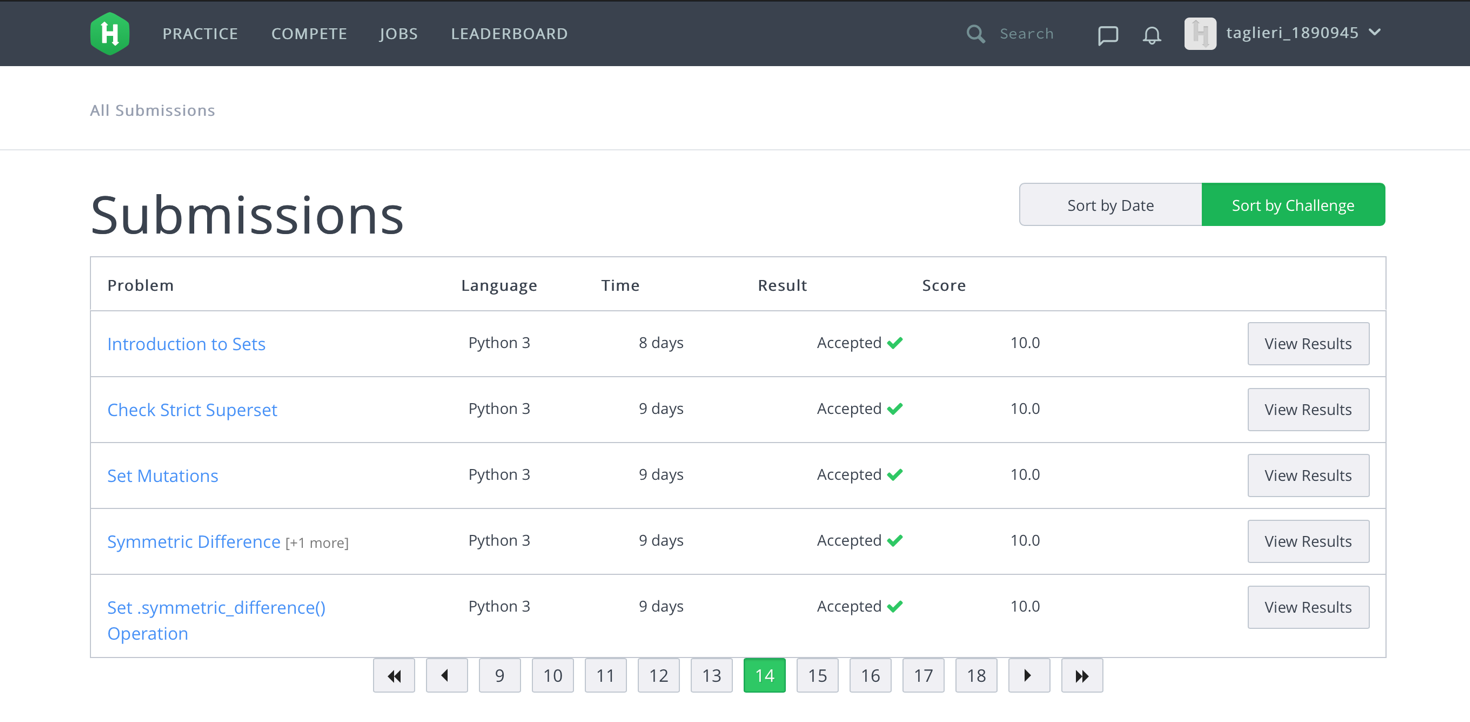 H PRACTICE COMPETE JOBS LEADERBOARD Search H taglieri_1890945
All Submissions
Submissions
Sort by Date Sort by Challenge
Problem Language Time Result Score
Introduction to Sets Python 3 8 days Accepted 10.0 View Results
Check Strict Superset Python 3 9 days Accepted 10.0 View Results
Set Mutations Python 3 9 days Accepted 10.0 View Results
Symmetric Difference [+1 more] Python 3 9 days Accepted 10.0 View Results
Set .symmetric_difference() Python 3 9 days Accepted 10.0 View Results
Operation
9 10 11 12 13 14 15 16 17 18